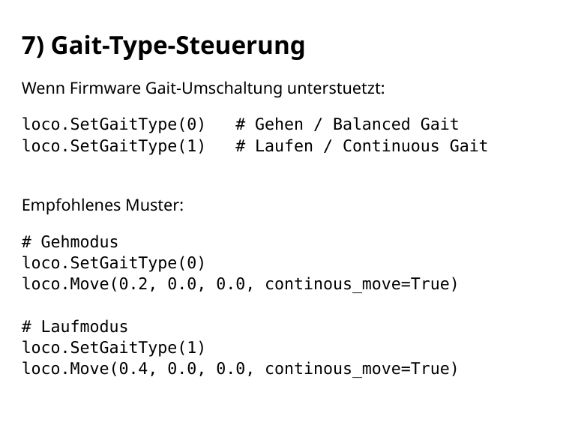 7) Gait-Type-Steuerung
Wenn Firmware Gait-Umschaltung unterstuetzt:
loco.SetGaitType(0)   # Gehen / Balanced Gait
loco.SetGaitType(1)   # Laufen / Continuous Gait
Empfohlenes Muster:
# Gehmodus
loco.SetGaitType(0)
loco.Move(0.2, 0.0, 0.0, continous_move=True)
# Laufmodus
loco.SetGaitType(1)
loco.Move(0.4, 0.0, 0.0, continous_move=True)